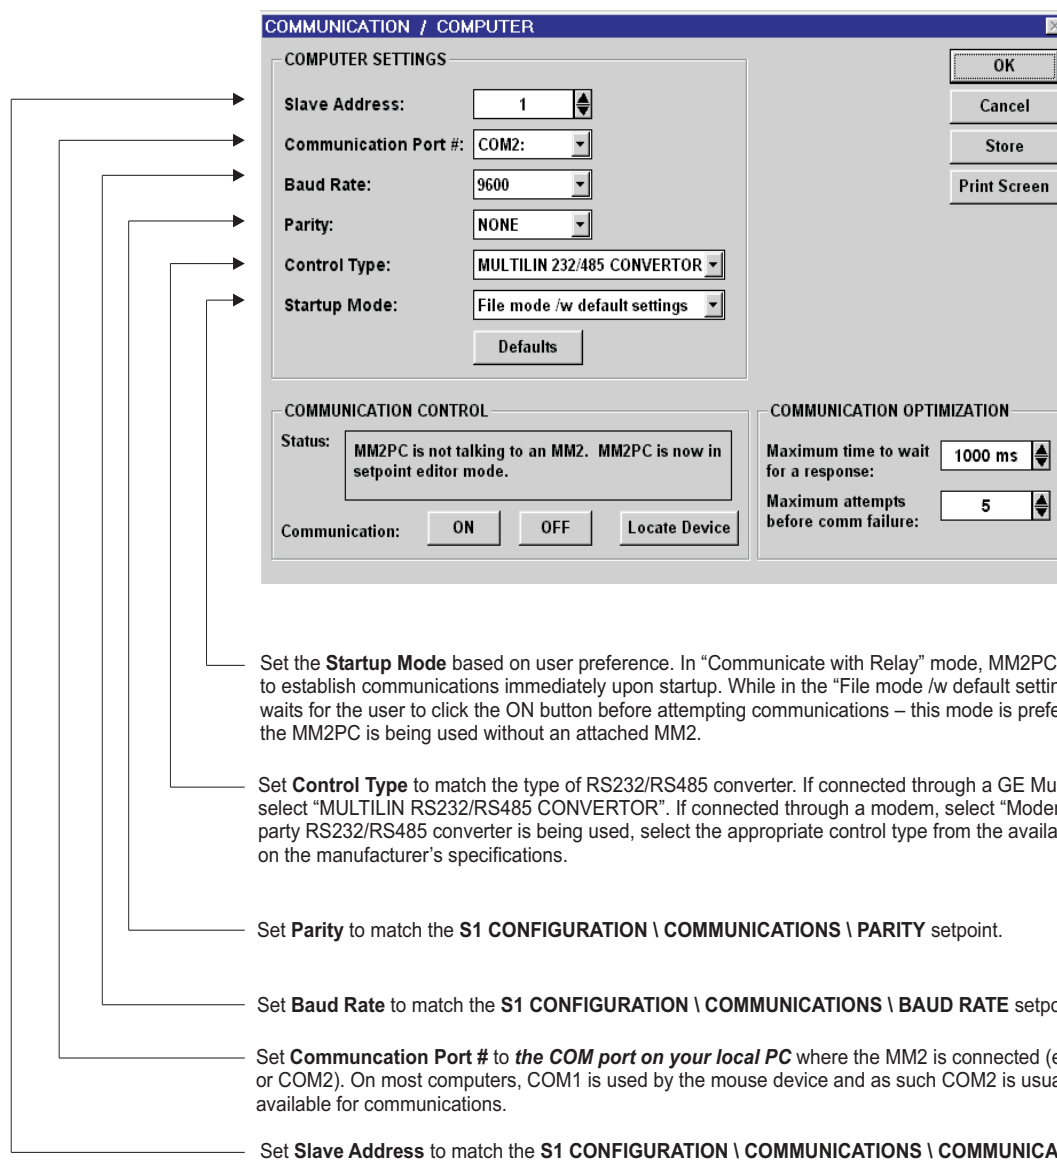 COMMUNICATION / COMPUTER
COMPUTER SETTINGS
OK
Slave Address: 1
Cancel
Communication Port #: COM2:
Store
Baud Rate: 9600
Print Screen
Parity: NONE
Control Type: MULTILIN 232/485 CONVERTOR
Startup Mode: File mode /w default settings
Defaults
COMMUNICATION CONTROL
Status: MM2PC is not talking to an MM2. MM2PC is now in
setpoint editor mode.
Communication: ON OFF Locate Device
COMMUNICATION OPTIMIZATION
Maximum time to wait
for a response: 1000 ms
Maximum attempts
before comm failure: 5
Set the Startup Mode based on user preference. In “Communicate with Relay” mode, MM2PC
to establish communications immediately upon startup. While in the “File mode /w default
waits for the user to click the ON button before attempting communications – this mode is
the MM2PC is being used without an attached MM2.
Set Control Type to match the type of RS232/RS485 converter. If connected through a GE
select “MULTILIN RS232/RS485 CONVERTOR”. If connected through a modem, select
party RS232/RS485 converter is being used, select the appropriate control type from the
on the manufacturer’s specifications.
Set Parity to match the S1 CONFIGURATION \ COMMUNICATIONS \ PARITY setpoint.
Set Baud Rate to match the S1 CONFIGURATION \ COMMUNICATIONS \ BAUD RATE
Set Communcation Port # to the COM port on your local PC where the MM2 is connected
or COM2). On most computers, COM1 is used by the mouse device and as such COM2 is
available for communications.
Set Slave Address to match the S1 CONFIGURATION \ COMMUNICATIONS \